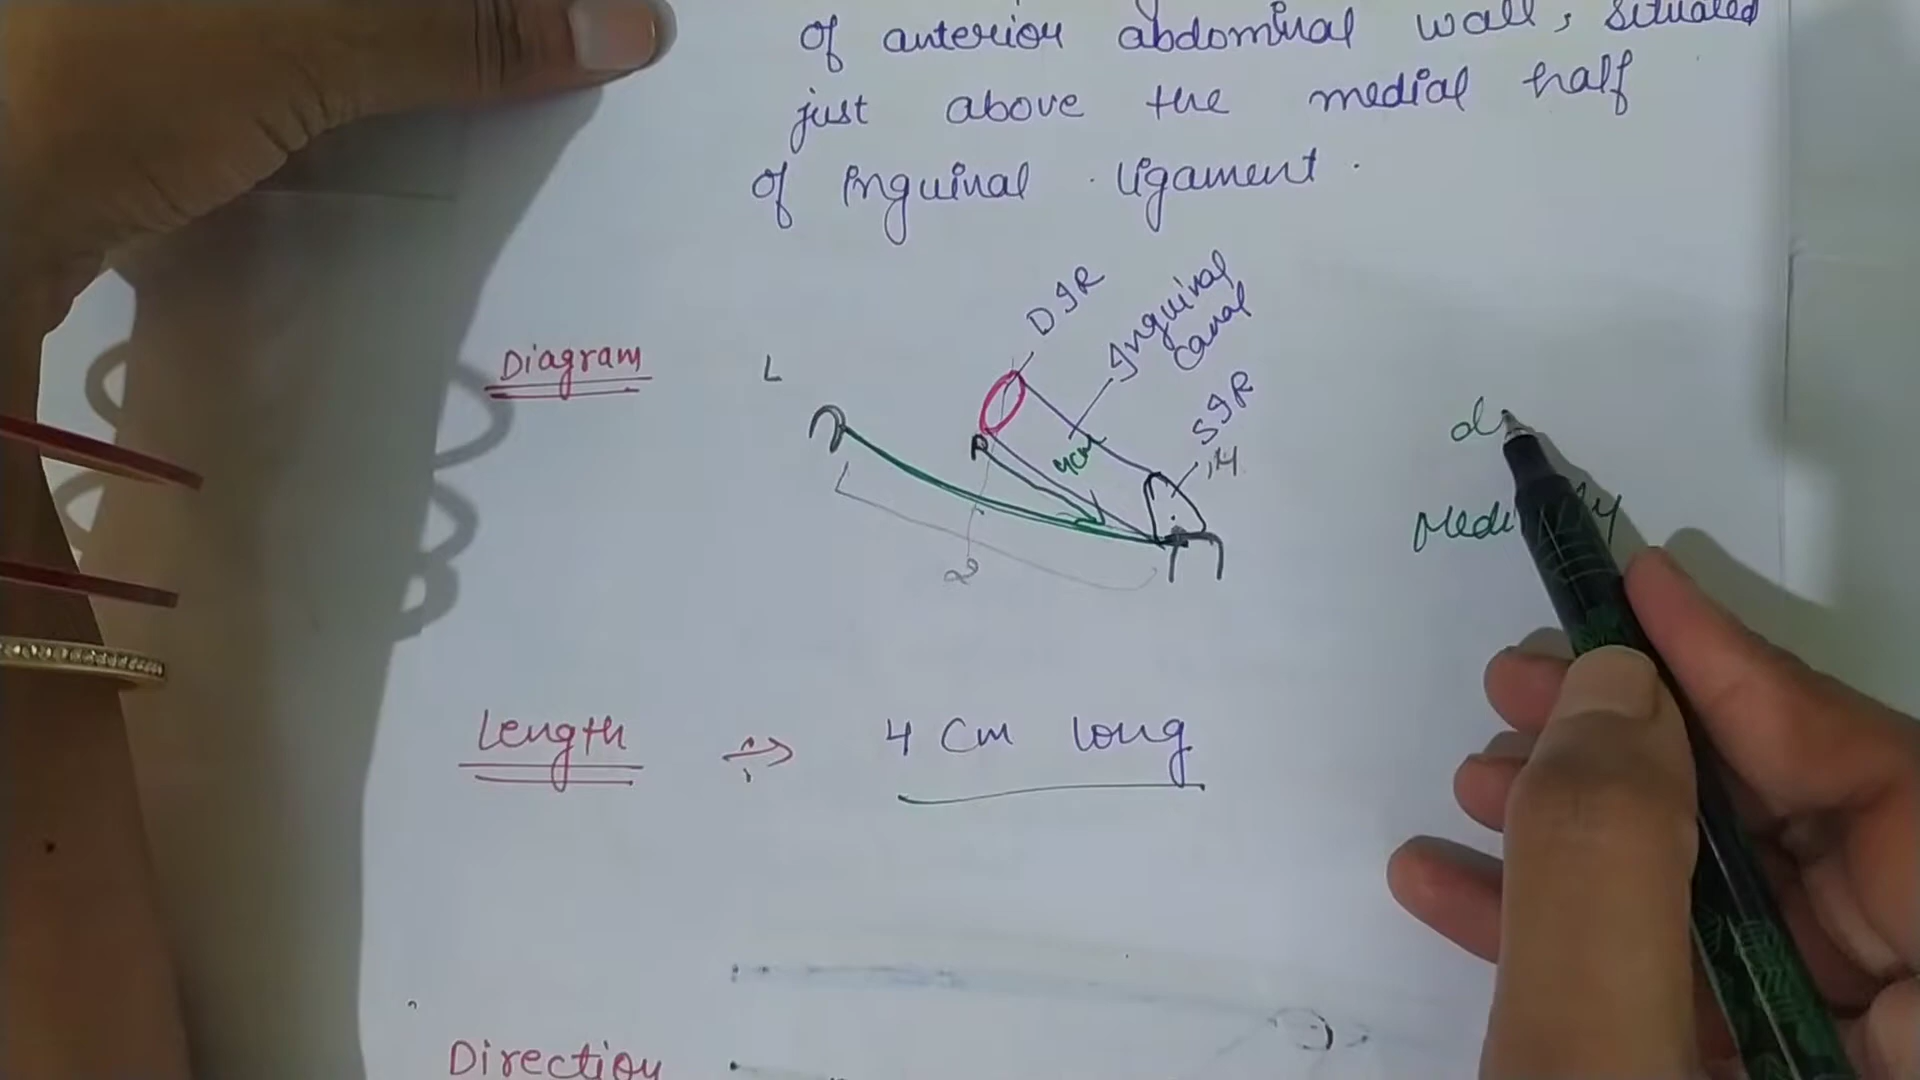 of anterior abdominal wall, situated
just above the medial half
of inguinal ligament.
Diagram
L
DIR
Inguinal
Canal
SIR
M
4cm
Length ÷> 4 Cm long
Direction